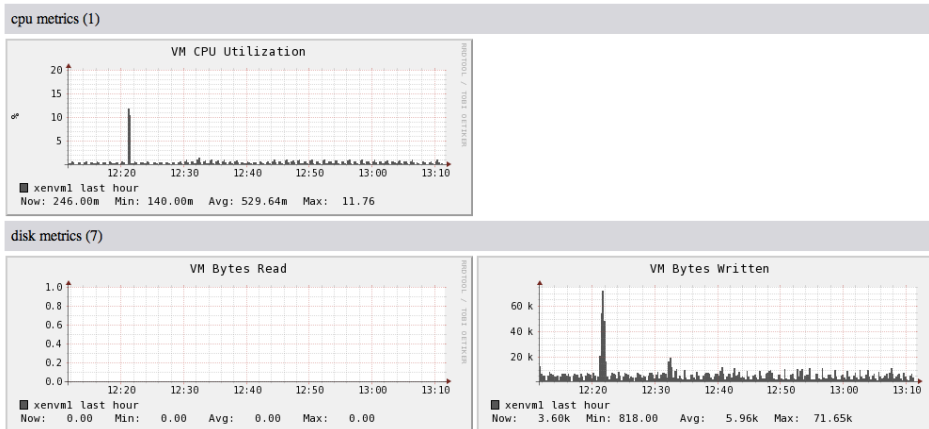 cpu metrics (1)
VM CPU Utilization
RRDTOOL / TOBI OETIKER
20
15
10
5
%
12:20 12:30 12:40 12:50 13:00 13:10
xenvm1 last hour
Now: 246.00m Min: 140.00m Avg: 529.64m Max: 11.76
disk metrics (7)
VM Bytes Read
RRDTOOL / TOBI OETIKER
1.0
0.8
0.6
0.4
0.2
0.0
12:20 12:30 12:40 12:50 13:00 13:10
xenvm1 last hour
Now: 0.00 Min: 0.00 Avg: 0.00 Max: 0.00
VM Bytes Written
60 k
40 k
20 k
12:20 12:30 12:40 12:50 13:00 13:10
xenvm1 last hour
Now: 3.60k Min: 818.00 Avg: 5.96k Max: 71.65k